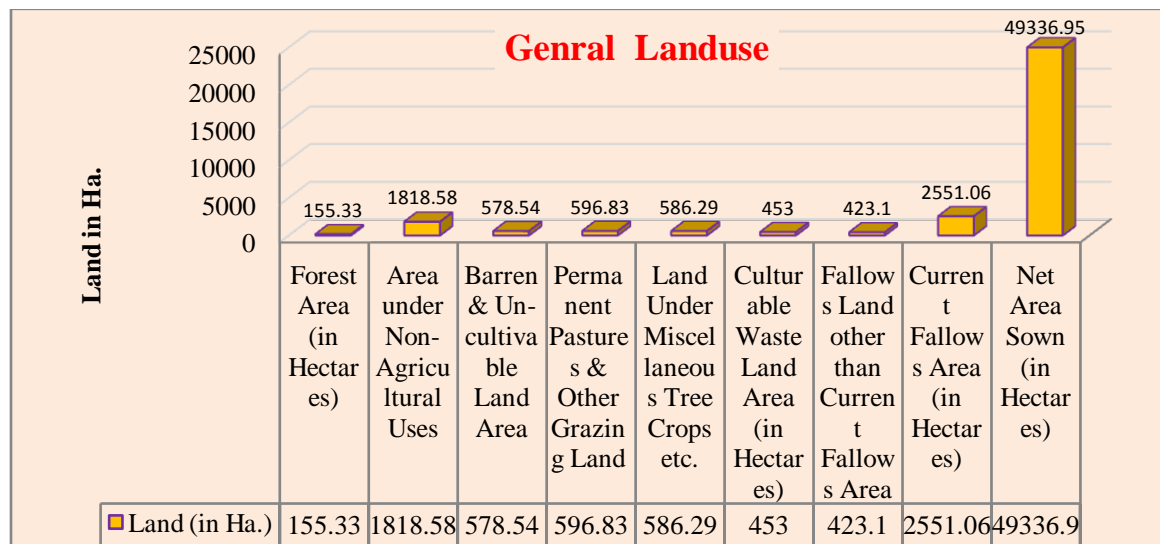 Genral Landuse
49336.95
25000
20000
15000
10000
5000
0
Land in Ha.
155.33
1818.58
578.54
596.83
586.29
453
423.1
2551.06
Forest
Area
(in
Hectar
es)
Area
under
Non-
Agricu
ltural
Uses
Barren
& Un-
cultiva
ble
Land
Area
Perma
nent
Pasture
s &
Other
Grazin
g Land
Land
Under
Miscel
laneou
s Tree
Crops
etc.
Cultur
able
Waste
Land
Area
(in
Hectar
es)
Fallow
s Land
other
than
Curren
t
Fallow
s Area
Curren
t
Fallow
s Area
(in
Hectar
es)
Net
Area
Sown
(in
Hectar
es)
Land (in Ha.) 155.33 1818.58 578.54 596.83 586.29 453 423.1 2551.06 49336.9